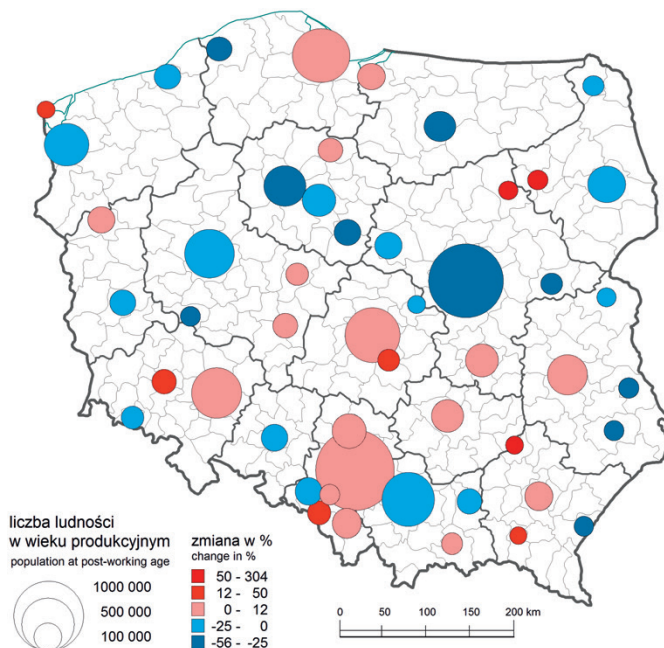 liczba ludności
w wieku produkcyjnym
population at post-working age
1000 000
500 000
100 000
zmiana w %
change in %
50 - 304
12 - 50
0 - 12
-25 - 0
-56 - -25
0 50 100 150 200 km